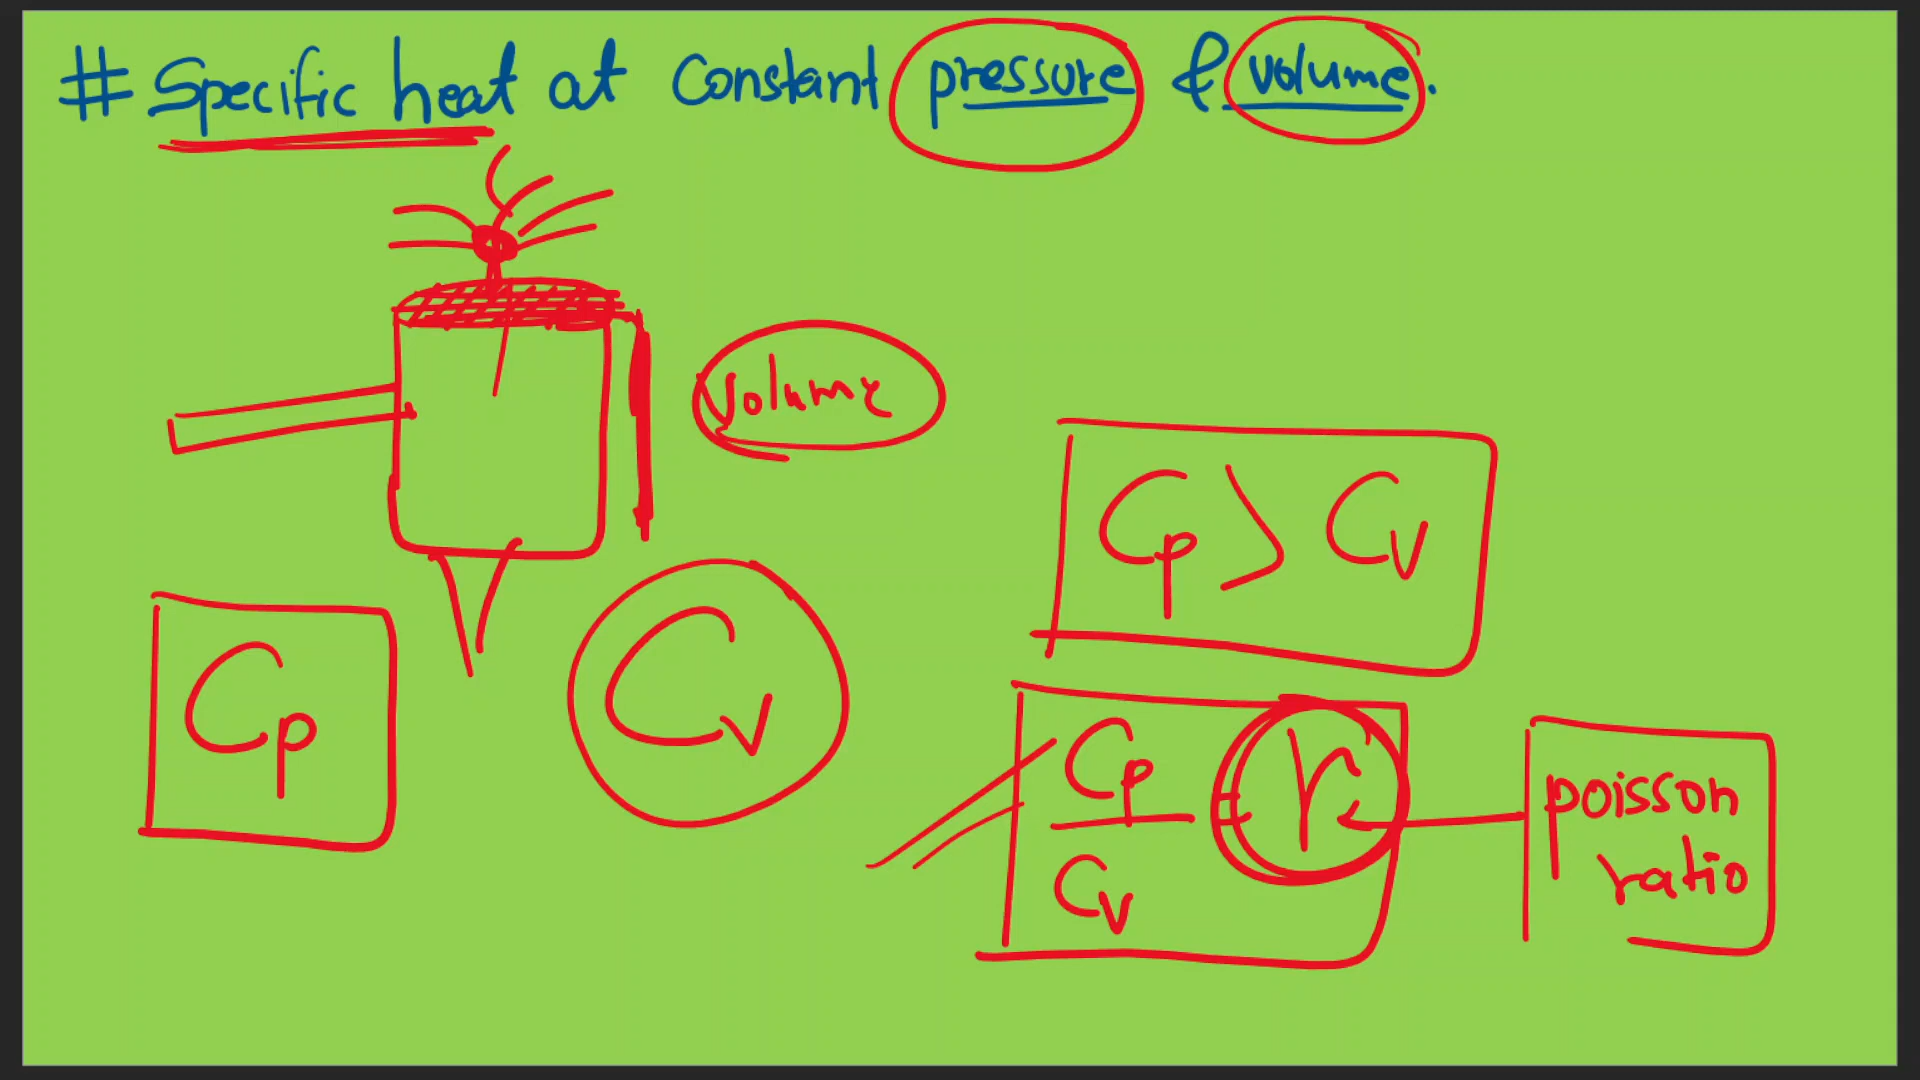 # Specific heat at Constant pressure & volume.
volume
Cp > Cv
Cp
Cv
Cp
Cv
= r
poisson
ratio